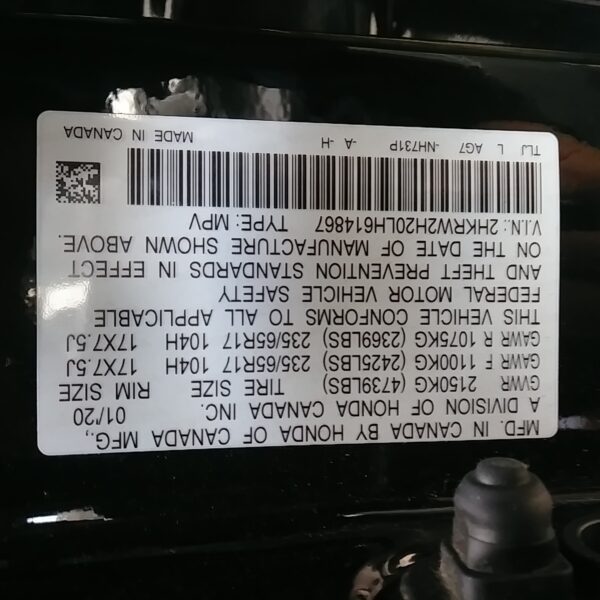 MFD. IN CANADA BY HONDA OF CANADA MFG.,
A DIVISION OF HONDA CANADA INC. 01/'20
GWR 2150KG (4739LBS) TIRE SIZE RIM SIZE
GAWR F 1100KG (2425LBS) 235/65R17 104H 17X7.5J
GAWR R 1075KG (2369LBS) 235/65R17 104H 17X7.5J
THIS VEHICLE CONFORMS TO ALL APPLICABLE
FEDERAL MOTOR VEHICLE SAFETY
AND THEFT PREVENTION STANDARDS IN EFFECT
ON THE DATE OF MANUFACTURE SHOWN ABOVE.
V.I.N.: 2HKRW2H20LH614867 TYPE: MPV
TLJ L AG7 -NH731P -A -H MADE IN CANADA